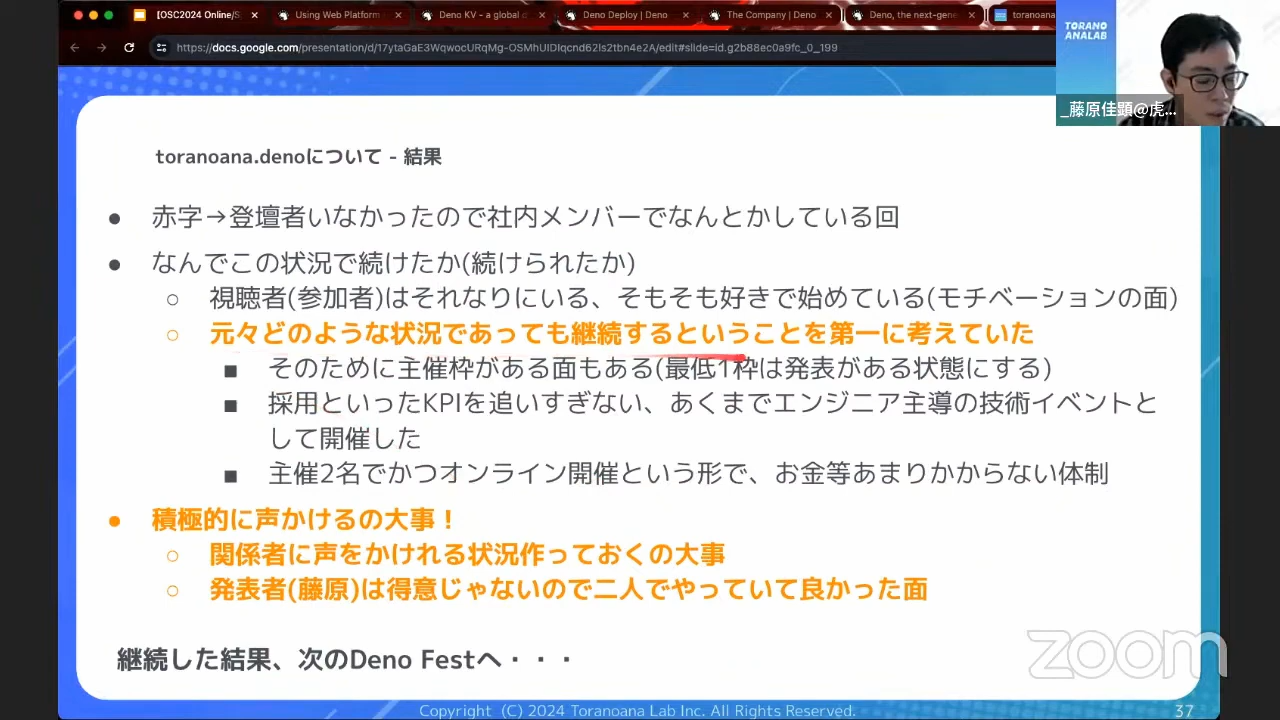 [OSC2024 Online/S
Using Web Platform
Deno KV - a global d
Deno Deploy | Deno
The Company | Deno
Deno, the next-gene
toranoana
https://docs.google.com/presentation/d/17ytaGaE3WqwocURqMg-OSMhUIDIqcnd62ls2tbn4e2A/edit#slide=id.g2b88ec0a9fc_0_199
TORANO
ANALAB
_藤原佳顕@虎...
toranoana.denoについて - 結果
● 赤字→登壇者いなかったので社内メンバーでなんとかしている回
● なんでこの状況で続けたか(続けられたか)
○ 視聴者(参加者)はそれなりにいる、そもそも好きで始めている(モチベーションの面)
○ 元々どのような状況であっても継続するということを第一に考えていた
■ そのために主催枠がある面もある(最低1枠は発表がある状態にする)
■ 採用といったKPIを追いすぎない、あくまでエンジニア主導の技術イベントと
して開催した
■ 主催2名でかつオンライン開催という形で、お金等あまりかからない体制
● 積極的に声かけるの大事！
○ 関係者に声をかけれる状況作っておくの大事
○ 発表者(藤原)は得意じゃないので二人でやっていて良かった面
継続した結果、次のDeno Festへ・・・
zoom
Copyright (C) 2024 Toranoana Lab Inc. All Rights Reserved.
37